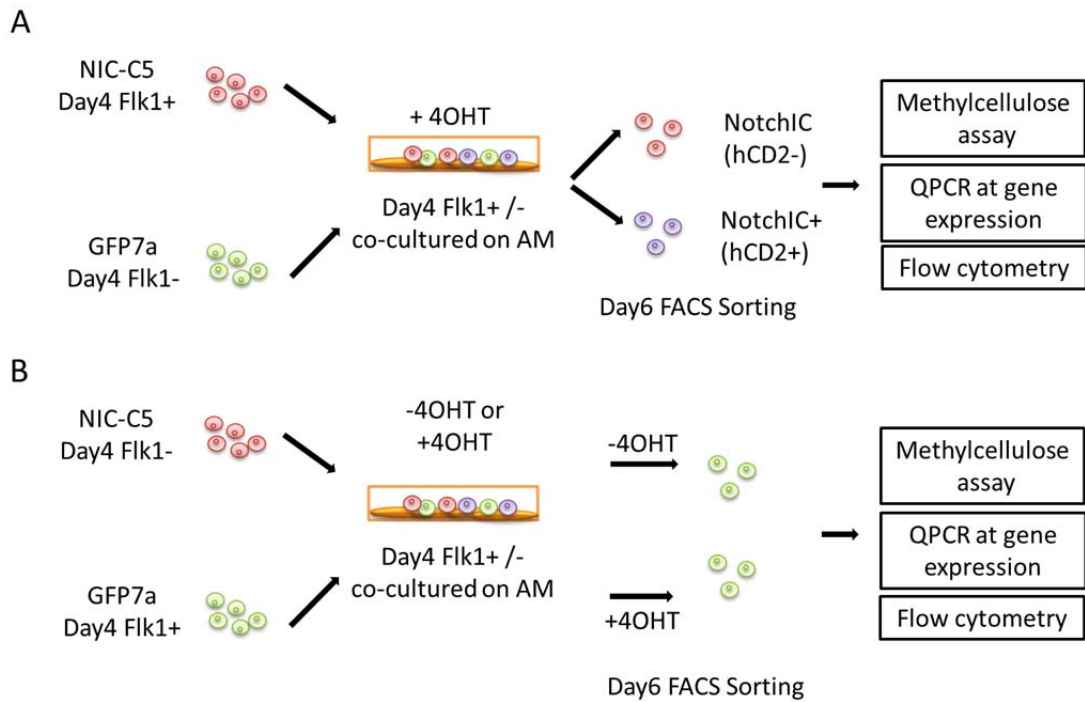 A
NIC-C5
Day4 Flk1+
GFP7a
Day4 Flk1-
+ 4OHT
Day4 Flk1+ /-
co-cultured on AM
NotchIC
(hCD2-)
NotchIC+
(hCD2+)
Day6 FACS Sorting
Methylcellulose
assay
QPCR at gene
expression
Flow cytometry
B
NIC-C5
Day4 Flk1-
GFP7a
Day4 Flk1+
-4OHT or
+4OHT
Day4 Flk1+ /-
co-cultured on AM
-4OHT
+4OHT
Day6 FACS Sorting
Methylcellulose
assay
QPCR at gene
expression
Flow cytometry